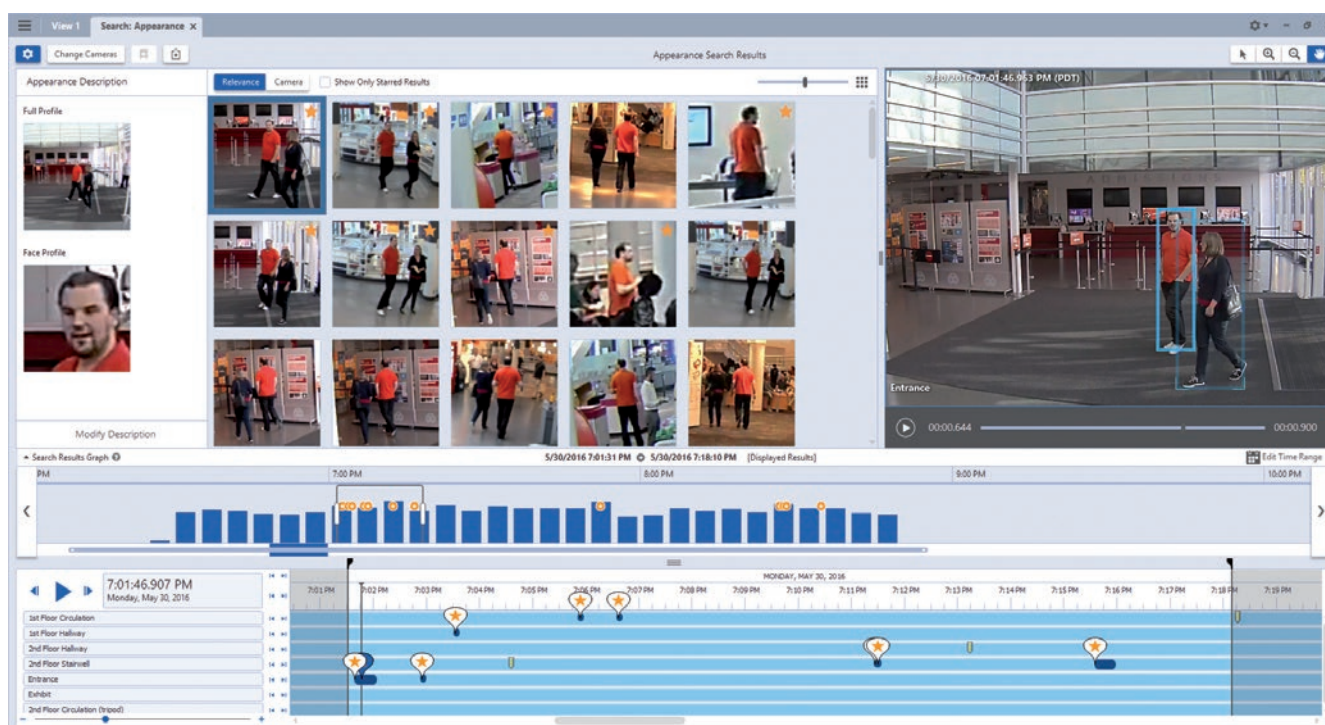 View 1
Search: Appearance ×
Change Cameras
Appearance Search Results
Appearance Description
Relevance
Camera
Show Only Starred Results
Full Profile
Face Profile
Modify Description
5/30/2016 07:01:46.963 PM (PDT)
ADMISSIONS
Entrance
00:00.644
00:00.900
Search Results Graph
5/30/2016 7:01:31 PM
5/30/2016 7:18:10 PM
[Displayed Results]
Edit Time Range
PM
7:00 PM
8:00 PM
9:00 PM
10:00 PM
7:01:46.907 PM
Monday, May 30, 2016
MONDAY, MAY 30, 2016
7:01 PM
7:02 PM
7:03 PM
7:04 PM
7:05 PM
7:06 PM
7:07 PM
7:08 PM
7:09 PM
7:10 PM
7:11 PM
7:12 PM
7:13 PM
7:14 PM
7:15 PM
7:16 PM
7:17 PM
7:18 PM
7:19 PM
1st Floor Circulation
1st Floor Hallway
2nd Floor Hallway
2nd Floor Stairwell
Entrance
Exhibit
2nd Floor Circulation (tripod)